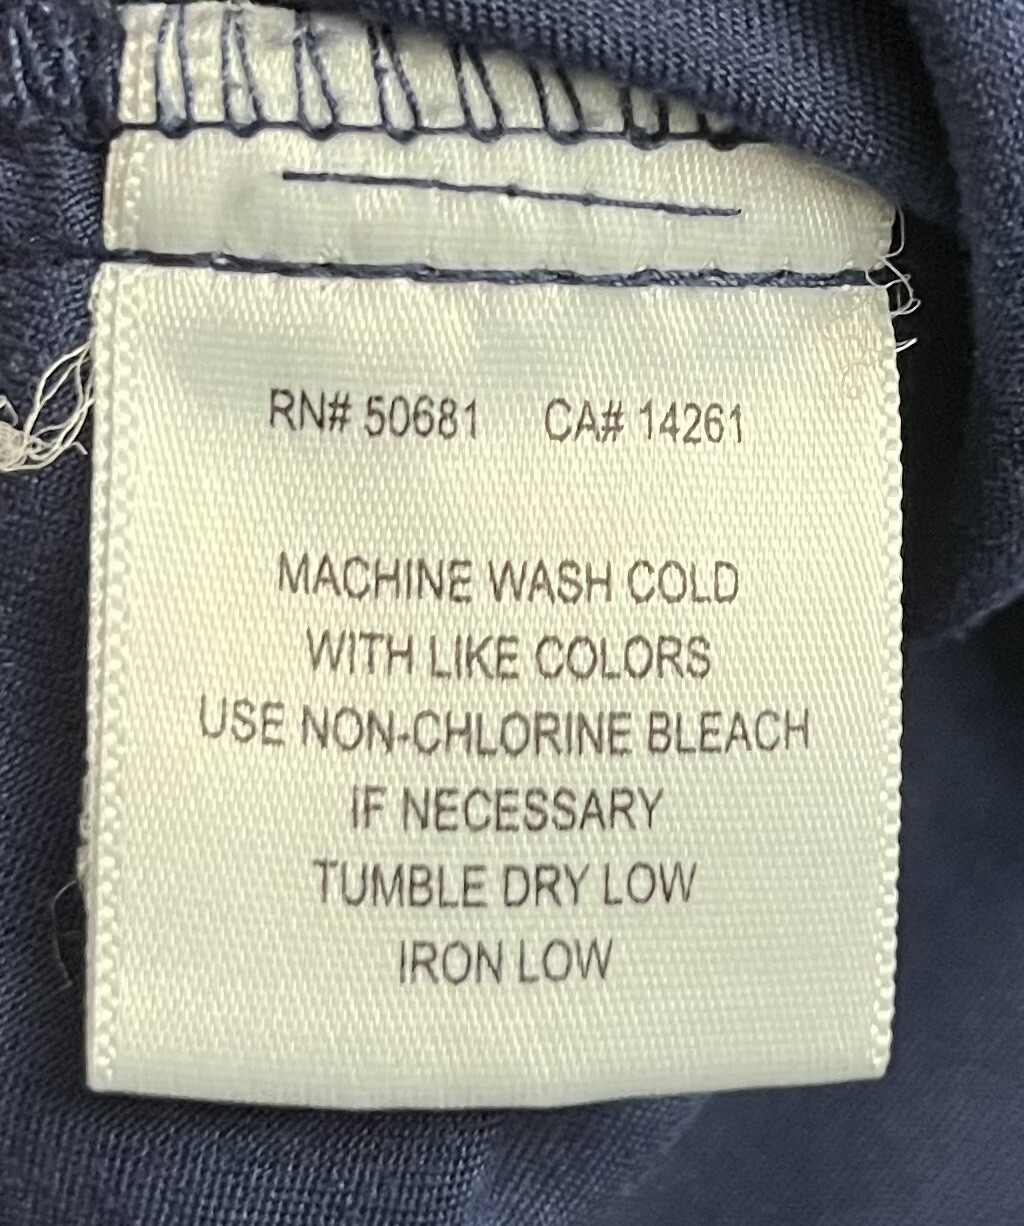 RN# 50681 CA# 14261
MACHINE WASH COLD
WITH LIKE COLORS
USE NON-CHLORINE BLEACH
IF NECESSARY
TUMBLE DRY LOW
IRON LOW